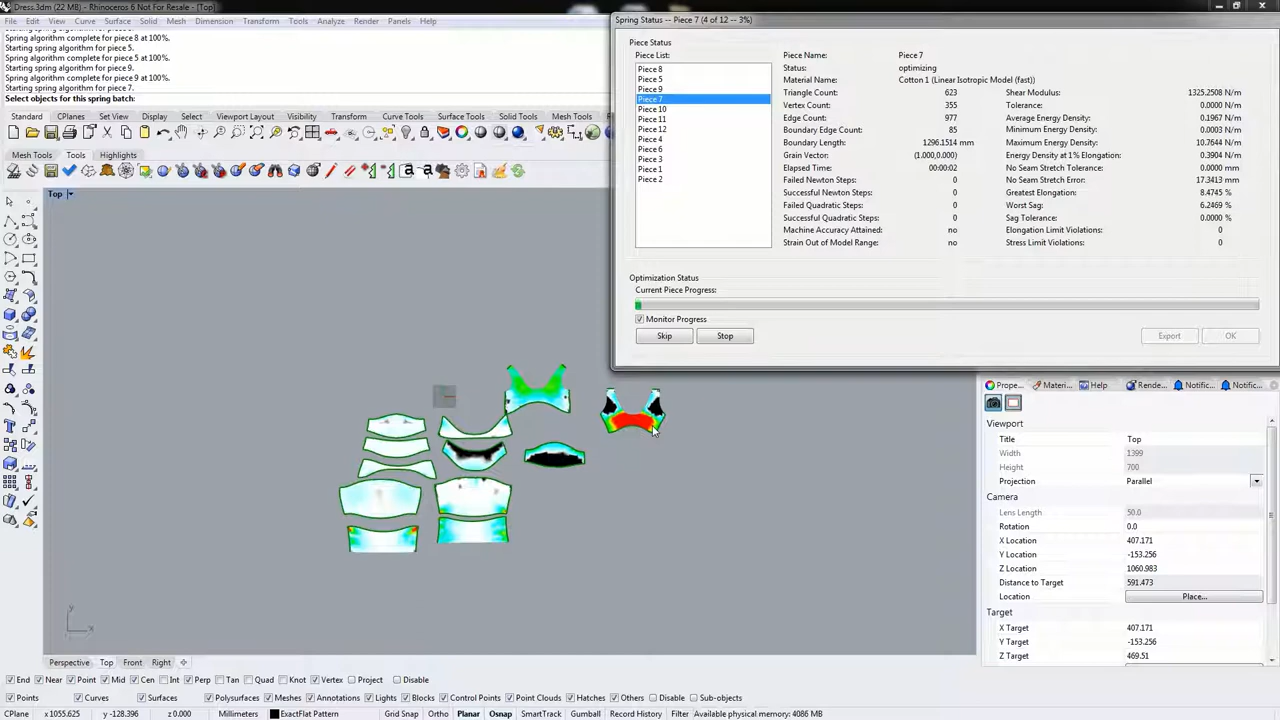 Dress.3dm (22 MB) - Rhinoceros 6 Not For Resale - [Top]
File Edit View Curve Surface Solid Mesh Dimension Transform Tools Analyze Render Panels Help
Spring algorithm complete for piece 8 at 100%.
Starting spring algorithm for piece 5.
Spring algorithm complete for piece 5 at 100%.
Starting spring algorithm for piece 9.
Spring algorithm complete for piece 9 at 100%.
Starting spring algorithm for piece 7.
Select objects for this spring batch:
Standard CPlanes Set View Display Select Viewport Layout Visibility Transform Curve Tools Surface Tools Solid Tools Mesh Tools
Mesh Tools Tools Highlights
Top
Spring Status -- Piece 7 (4 of 12 -- 3%)
Piece Status
Piece List:
Piece 8
Piece 5
Piece 9
Piece 7
Piece 10
Piece 11
Piece 12
Piece 4
Piece 6
Piece 3
Piece 1
Piece 2
Piece Name: Piece 7
Status: optimizing
Material Name: Cotton 1 (Linear Isotropic Model (fast))
Triangle Count: 623 Shear Modulus: 1325.2508 N/m
Vertex Count: 355 Tolerance: 0.0000 N/m
Edge Count: 977 Average Energy Density: 0.1967 N/m
Boundary Edge Count: 85 Minimum Energy Density: 0.0003 N/m
Boundary Length: 1296.1514 mm Maximum Energy Density: 10.7644 N/m
Grain Vector: (1.000,0.000) Energy Density at 1% Elongation: 0.3904 N/m
Elapsed Time: 00:00:02 No Seam Stretch Tolerance: 0.0000 mm
Failed Newton Steps: 0 No Seam Stretch Error: 17.3413 mm
Successful Newton Steps: 0 Greatest Elongation: 8.4745 %
Failed Quadratic Steps: 0 Worst Sag: 6.2469 %
Successful Quadratic Steps: 0 Sag Tolerance: 0.0000 %
Machine Accuracy Attained: no Elongation Limit Violations: 0
Strain Out of Model Range: no Stress Limit Violations: 0
Optimization Status
Current Piece Progress:
Monitor Progress
Skip Stop Export OK
Prope... Materi... Help Rende... Notific... Notific...
Viewport
Title Top
Width 1399
Height 700
Projection Parallel
Camera
Lens Length 50.0
Rotation 0.0
X Location 407.171
Y Location -153.256
Z Location 1060.983
Distance to Target 591.473
Location Place...
Target
X Target 407.171
Y Target -153.256
Z Target 469.51
y
x
Perspective Top Front Right
End Near Point Mid Cen Int Perp Tan Quad Knot Vertex Project Disable
Points Curves Surfaces Polysurfaces Meshes Annotations Lights Blocks Control Points Point Clouds Hatches Others Disable Sub-objects
CPlane x 1055.625 y -128.396 z 0.000 Millimeters ExactFlat Pattern Grid Snap Ortho Planar Osnap SmartTrack Gumball Record History Filter Available physical memory: 4086 MB